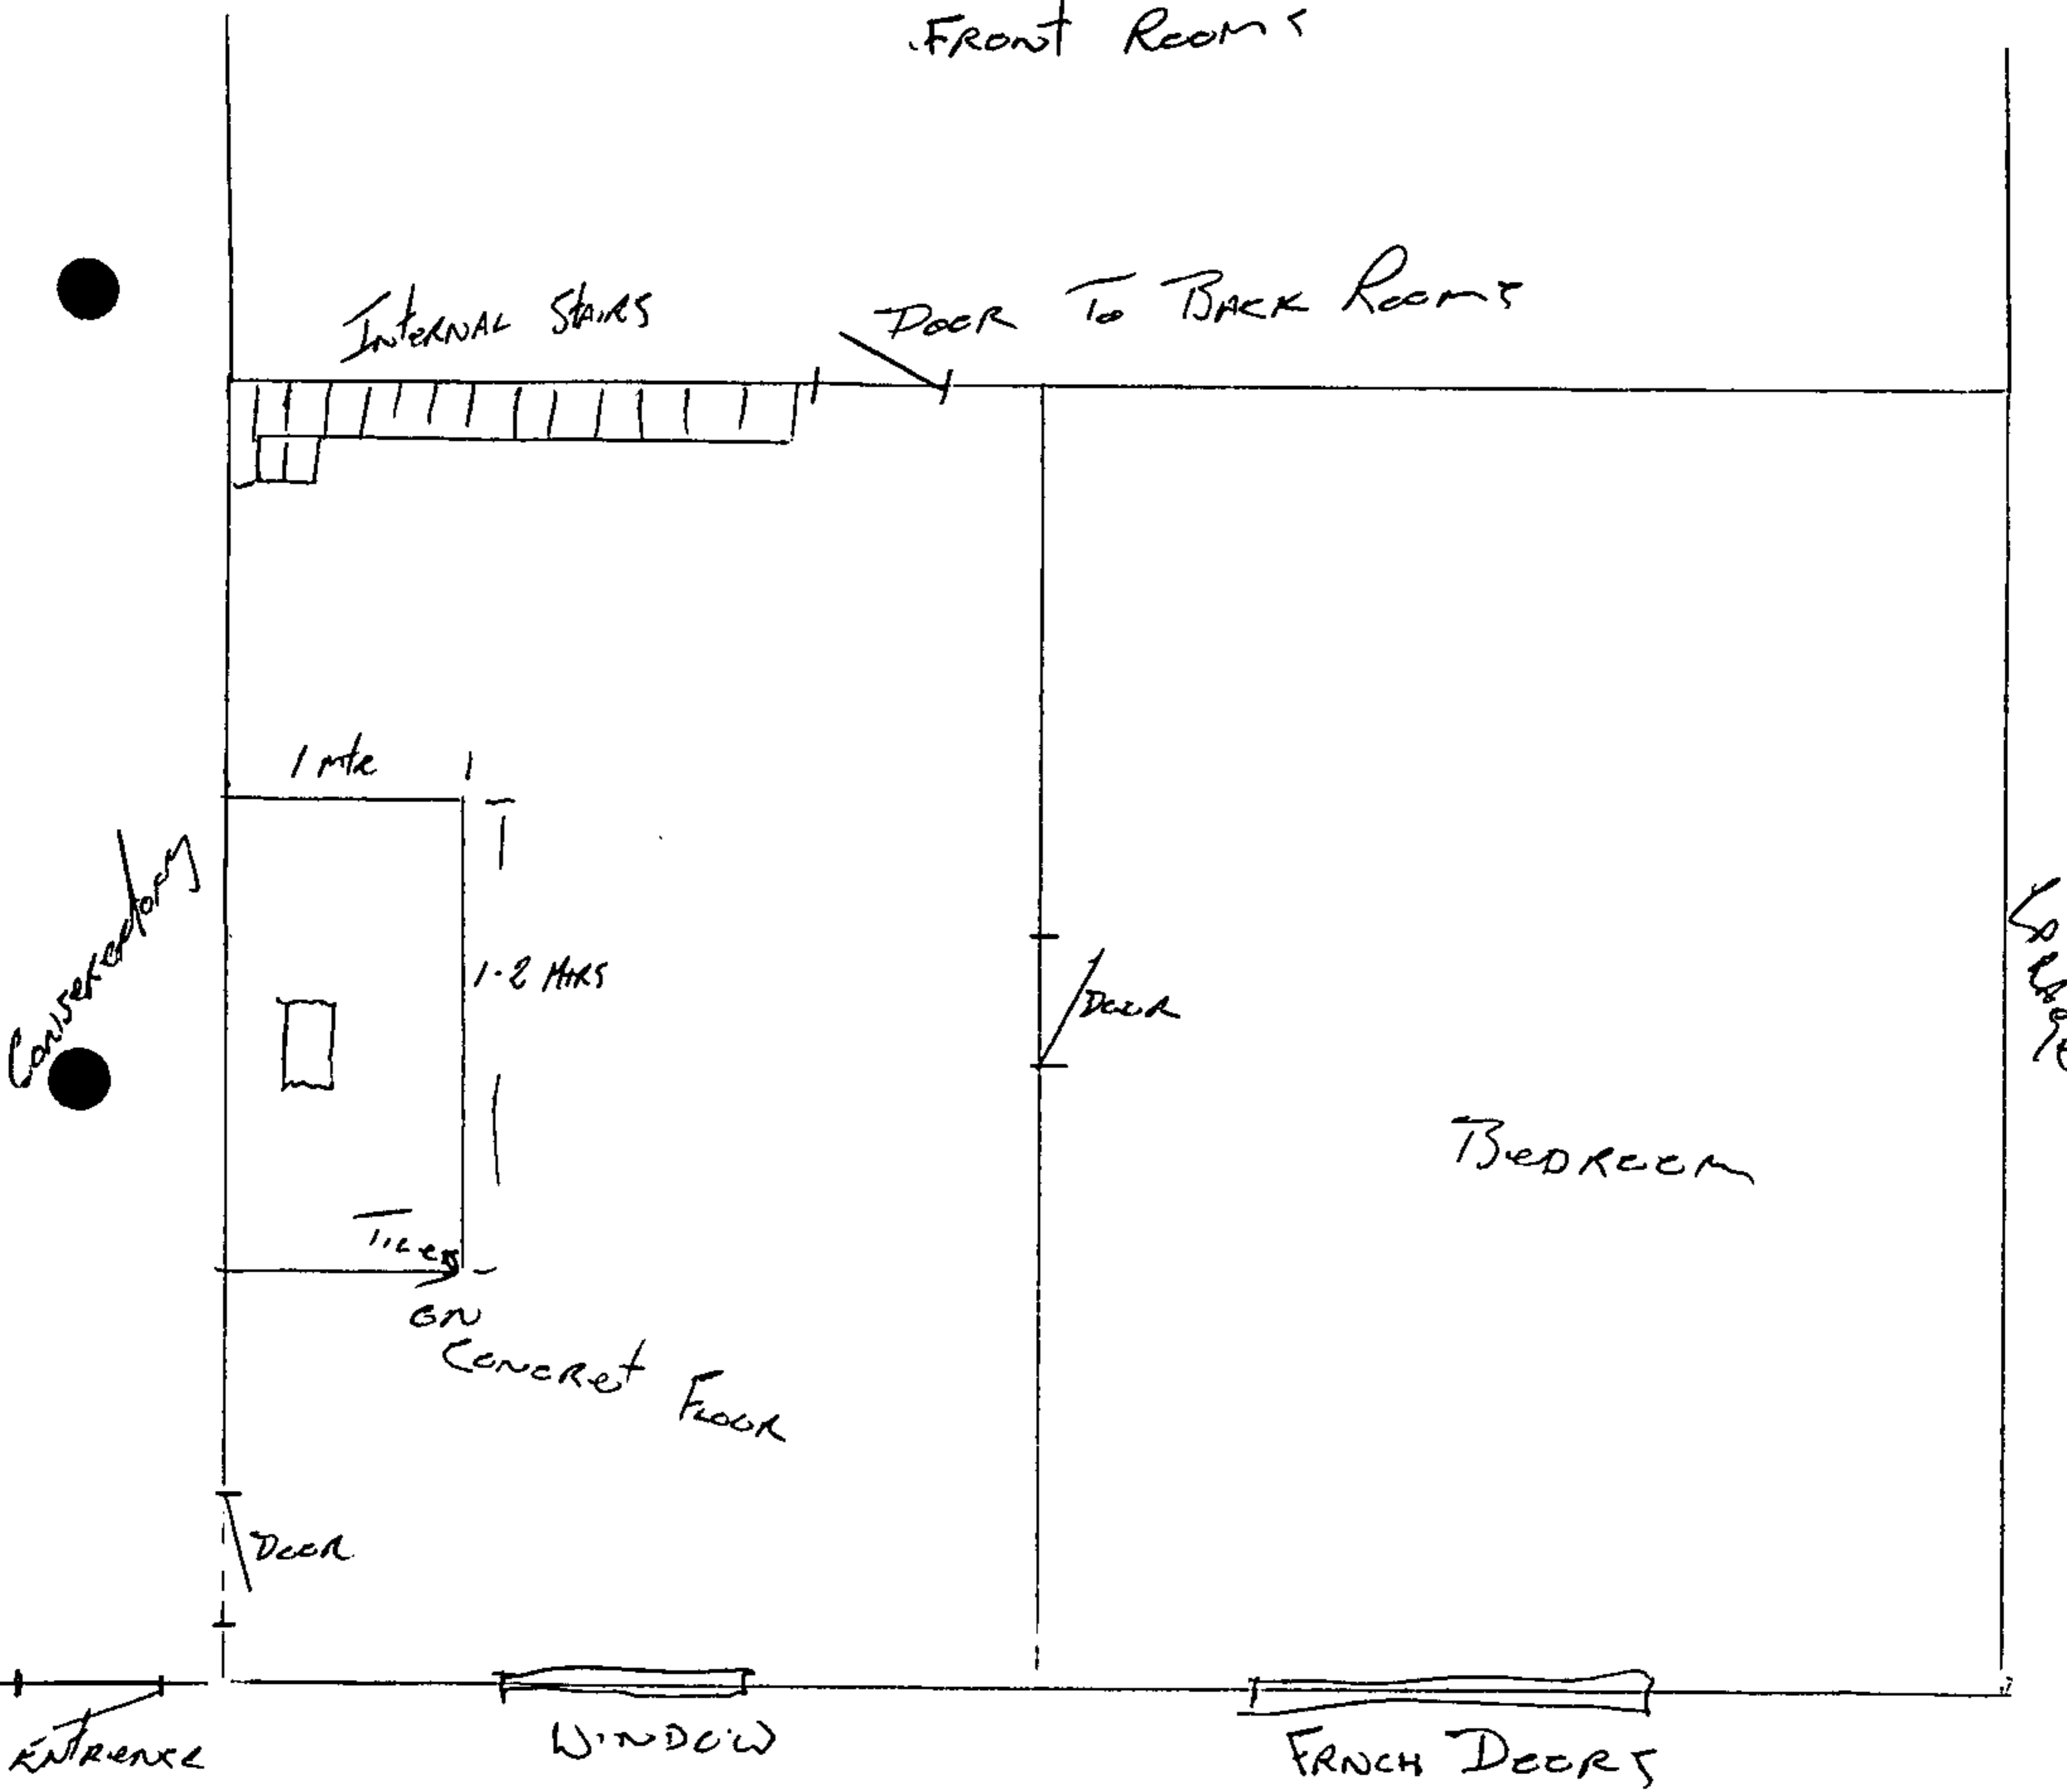 FRONT ROOMS
INTERNAL STAIRS
DOOR TO BACK ROOMS
1 mtr
Conservertory
1.2 MTRS
DOOR
BEDROOM
TILES
ON
CONCRET FLOOR
DOOR
ENTRENCE
WINDOW
FRNCH DOORS